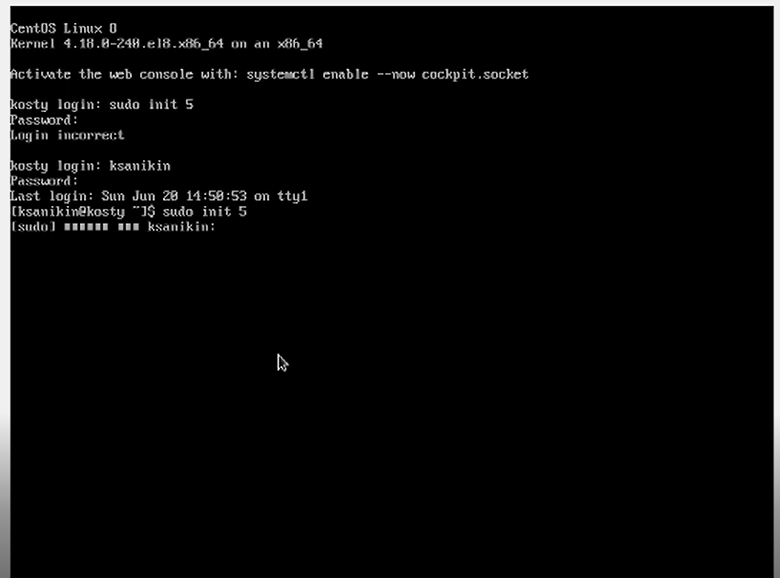 CentOS Linux 8
Kernel 4.18.0-240.el8.x86_64 on an x86_64
Activate the web console with: systemctl enable --now cockpit.socket
kosty login: sudo init 5
Password:
Login incorrect
kosty login: ksanikin
Password:
Last login: Sun Jun 20 14:50:53 on tty1
[ksanikin@kosty ~]$ sudo init 5
[sudo] ■■■■■■ ■■■ ksanikin: